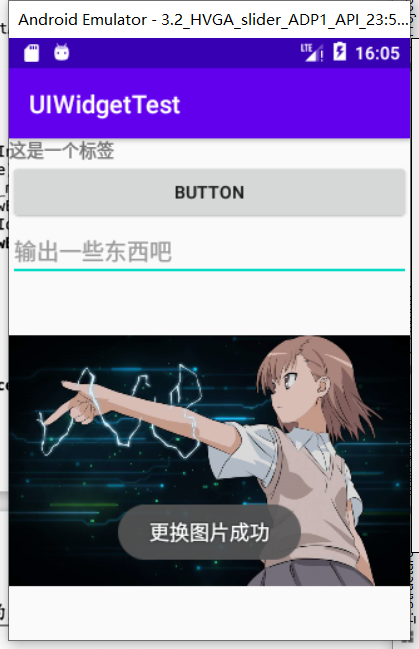 Android Emulator - 3.2_HVGA_slider_ADP1_API_23:5...
LTE 16:05
UIWidgetTest
这是一个标签
BUTTON
输出一些东西吧
更换图片成功